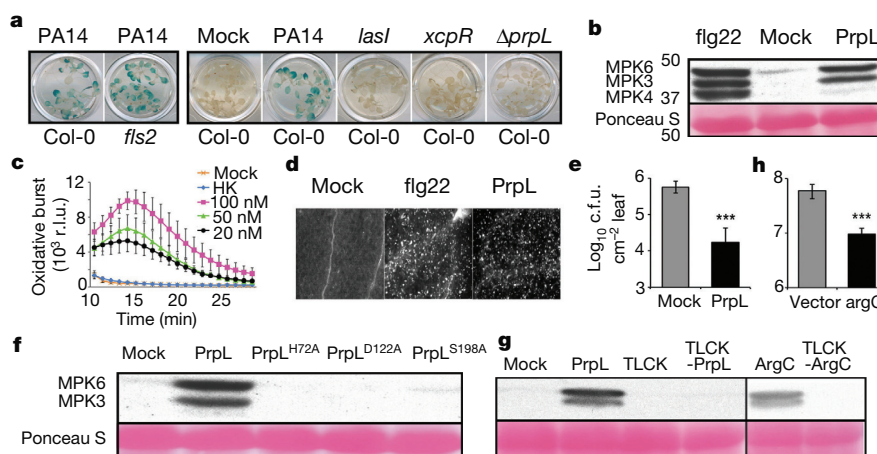 a
PA14 PA14 Mock PA14 lasI xcpR ΔprpL
Col-0 fls2 Col-0 Col-0 Col-0 Col-0 Col-0
b
flg22 Mock PrpL
50
MPK6
MPK3
MPK4 37
Ponceau S
50
c
Mock
HK
100 nM
50 nM
20 nM
Oxidative burst
(10³ r.l.u.)
12
8
4
0
10 15 20 25
Time (min)
d
Mock flg22 PrpL
e
Log₁₀ c.f.u.
cm⁻² leaf
6
5
4
3
***
Mock PrpL
h
8
7
6
***
Vector argC
f
Mock PrpL PrpL^H72A PrpL^D122A PrpL^S198A
MPK6
MPK3
Ponceau S
g
Mock PrpL TLCK TLCK
-PrpL ArgC TLCK
-ArgC